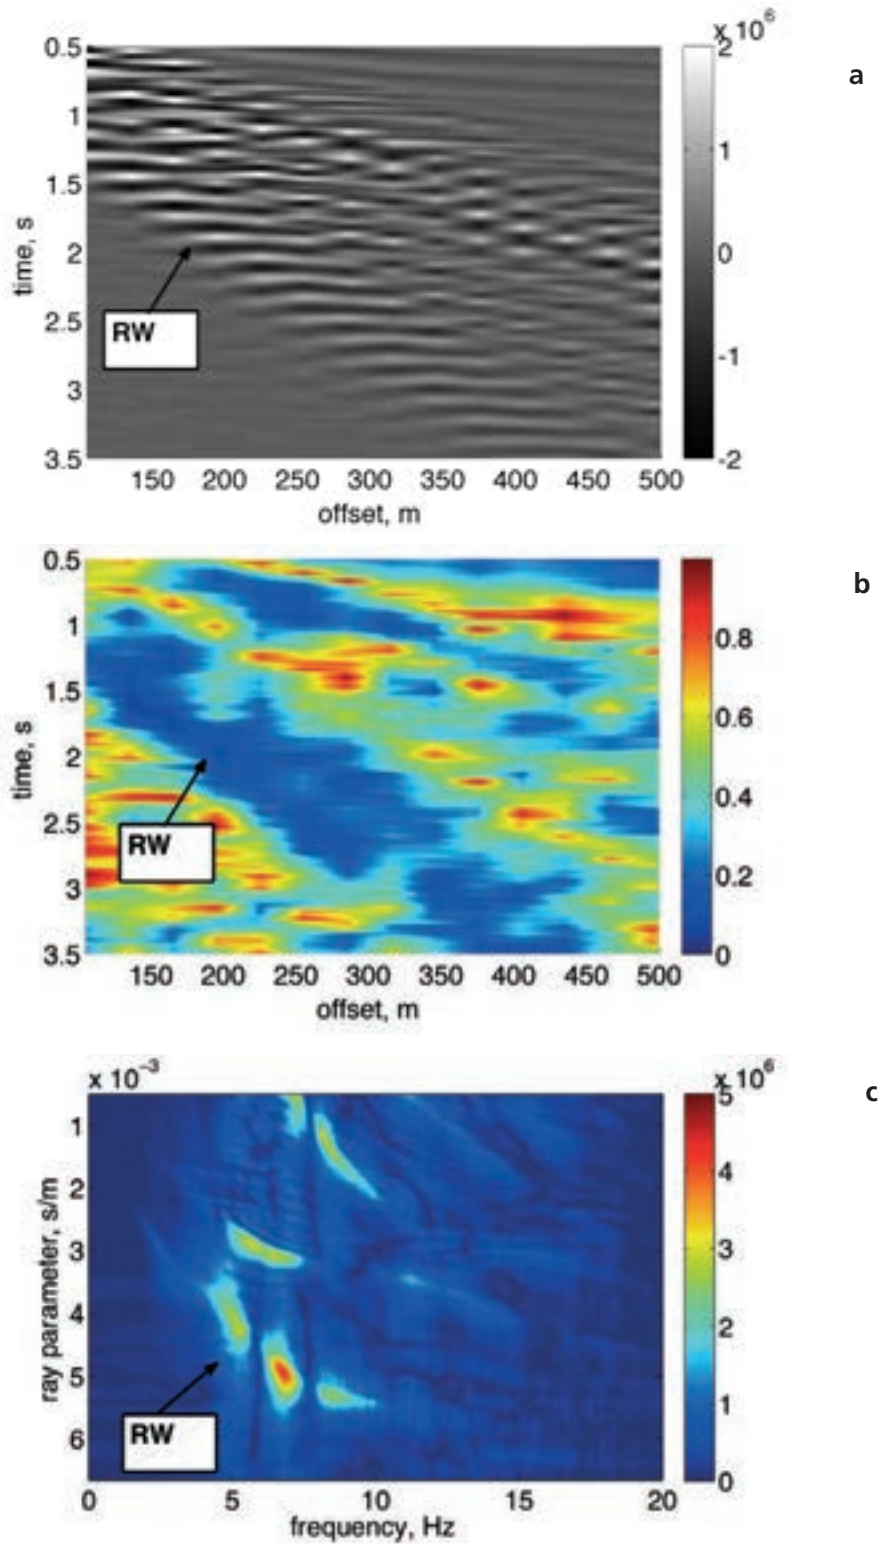 x 10⁶
a
0.5
1
1.5
2
2.5
3
3.5
time, s
RW
2
1
0
-1
-2
150 200 250 300 350 400 450 500
offset, m
b
0.5
1
1.5
2
2.5
3
3.5
time, s
RW
0.8
0.6
0.4
0.2
0
150 200 250 300 350 400 450 500
offset, m
x 10⁻³
x 10⁶
c
1
2
3
4
5
6
ray parameter, s/m
RW
5
4
3
2
1
0
0 5 10 15 20
frequency, Hz